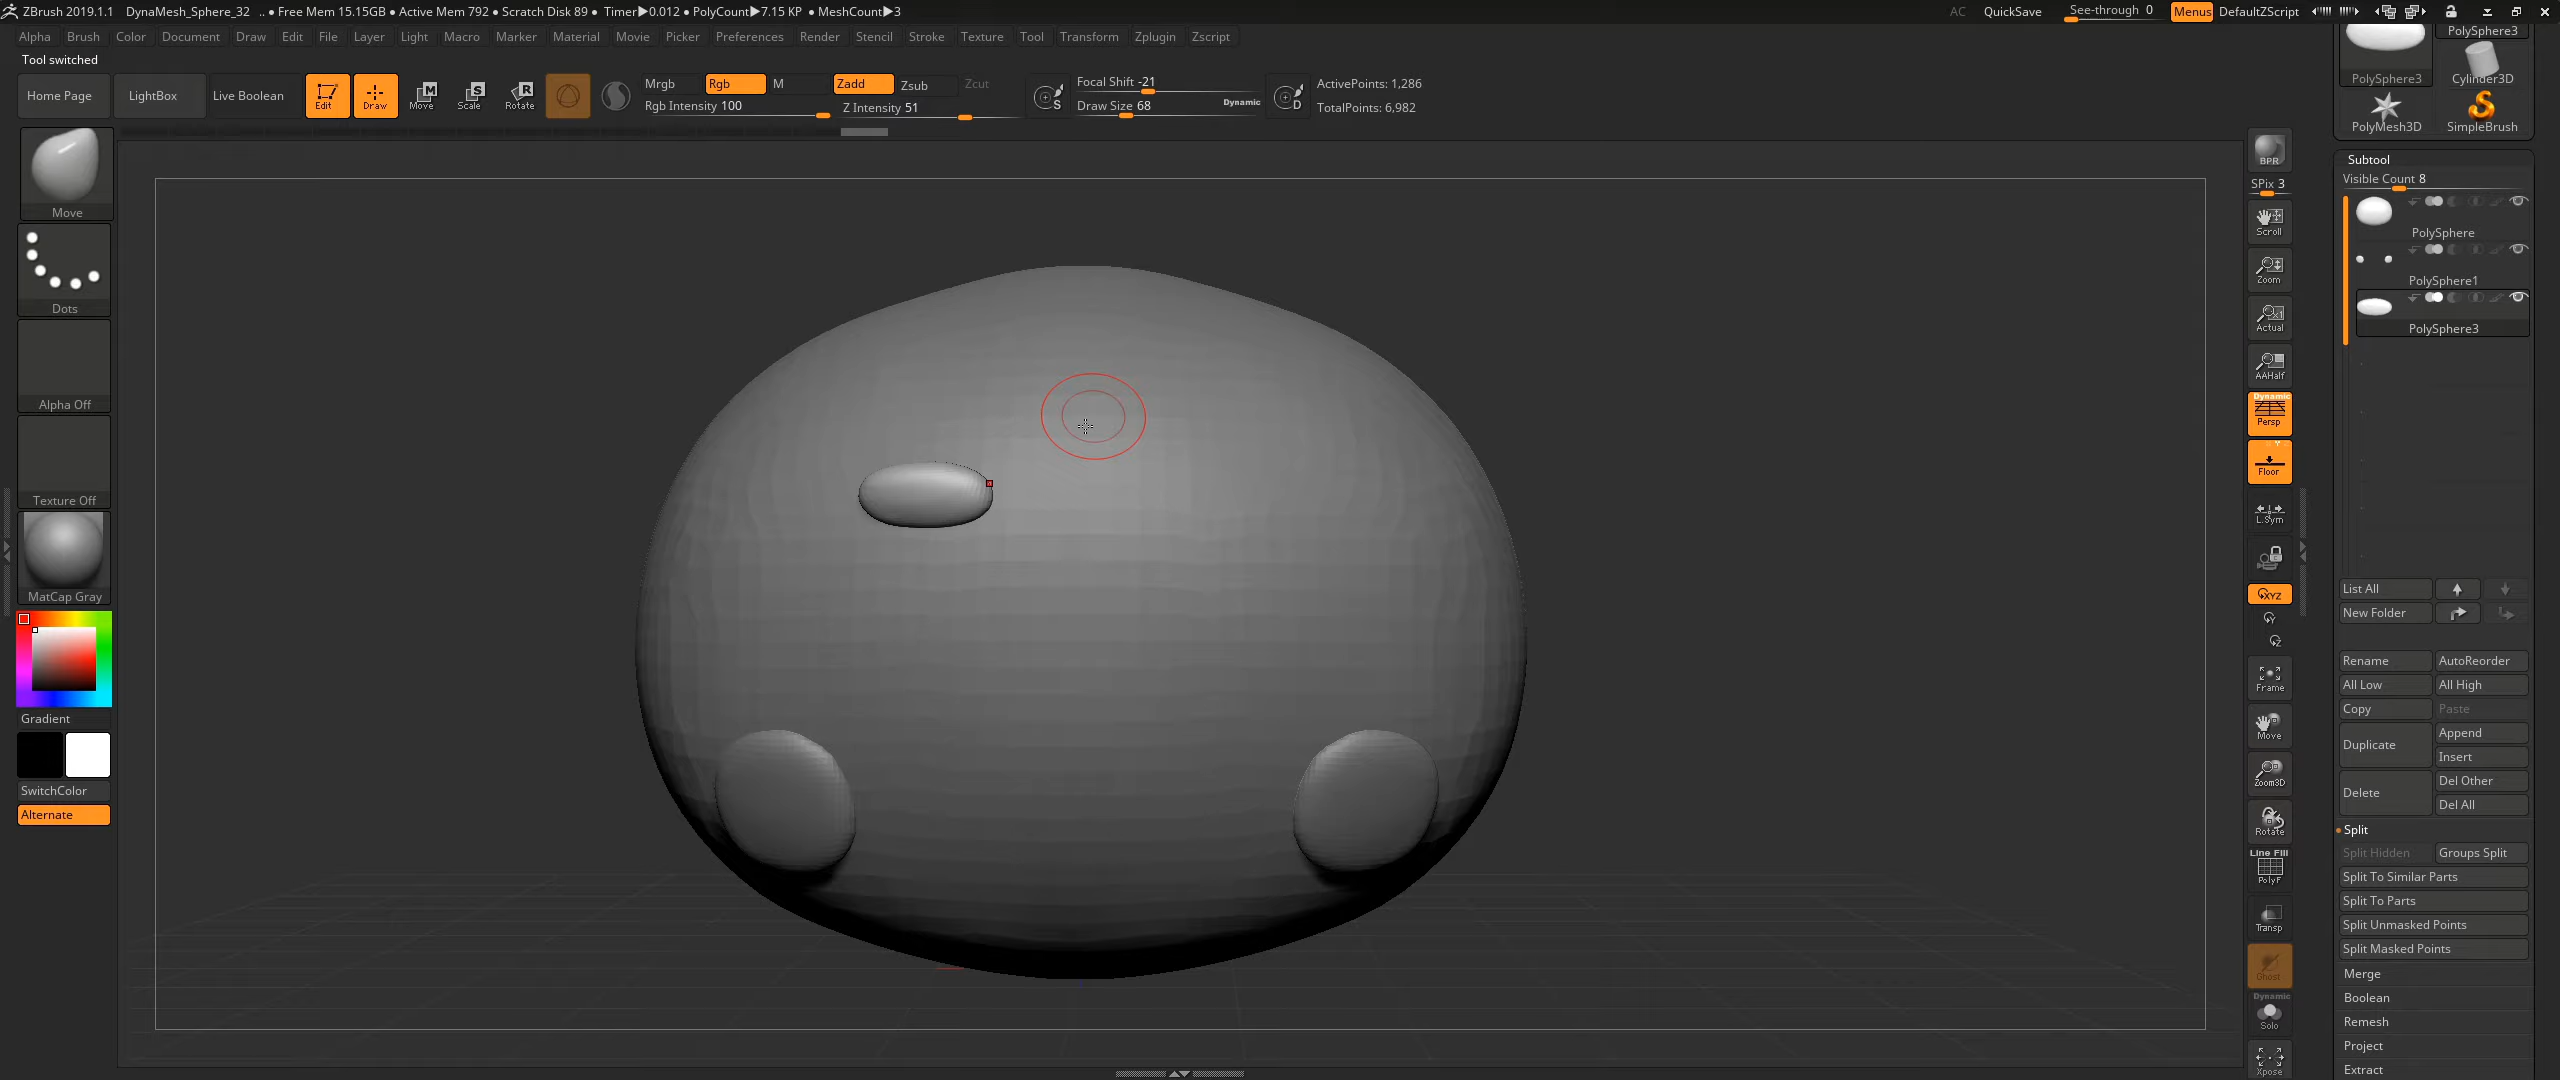 ZBrush 2019.1.1 DynaMesh_Sphere_32 .. • Free Mem 15.15GB • Active Mem 792 • Scratch Disk 89 • Timer▶0.012 • PolyCount▶7.15 KP • MeshCount▶3
AC QuickSave See-through 0 Menus DefaultZScript
Alpha Brush Color Document Draw Edit File Layer Light Macro Marker Material Movie Picker Preferences Render Stencil Stroke Texture Tool Transform Zplugin Zscript
Tool switched
Home Page LightBox Live Boolean Edit Draw Move Scale Rotate
Mrgb Rgb M Zadd Zsub Zcut
Rgb Intensity 100 Z Intensity 51
Focal Shift -21
Draw Size 68 Dynamic
ActivePoints: 1,286
TotalPoints: 6,982
Move
Dots
Alpha Off
Texture Off
MatCap Gray
Gradient
SwitchColor
Alternate
BPR
SPix 3
Scroll
Zoom
Actual
AAHalf
Dynamic
Persp
Floor
L.Sym
XYZ
Frame
Move
Zoom3D
Rotate
Line Fill
PolyF
Transp
Ghost
Dynamic
Solo
Xpose
PolySphere3
PolySphere3 Cylinder3D
PolyMesh3D SimpleBrush
Subtool
Visible Count 8
PolySphere
PolySphere1
PolySphere3
List All
New Folder
Rename AutoReorder
All Low All High
Copy Paste
Duplicate Append
Insert
Delete Del Other
Del All
Split
Split Hidden Groups Split
Split To Similar Parts
Split To Parts
Split Unmasked Points
Split Masked Points
Merge
Boolean
Remesh
Project
Extract